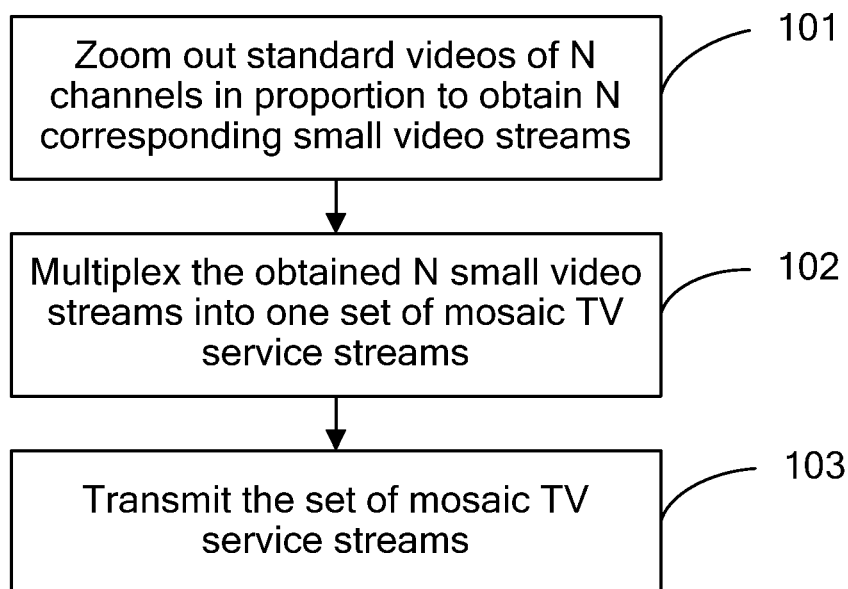 Zoom out standard videos of N
channels in proportion to obtain N
corresponding small video streams
101
Multiplex the obtained N small video
streams into one set of mosaic TV
service streams
102
Transmit the set of mosaic TV
service streams
103